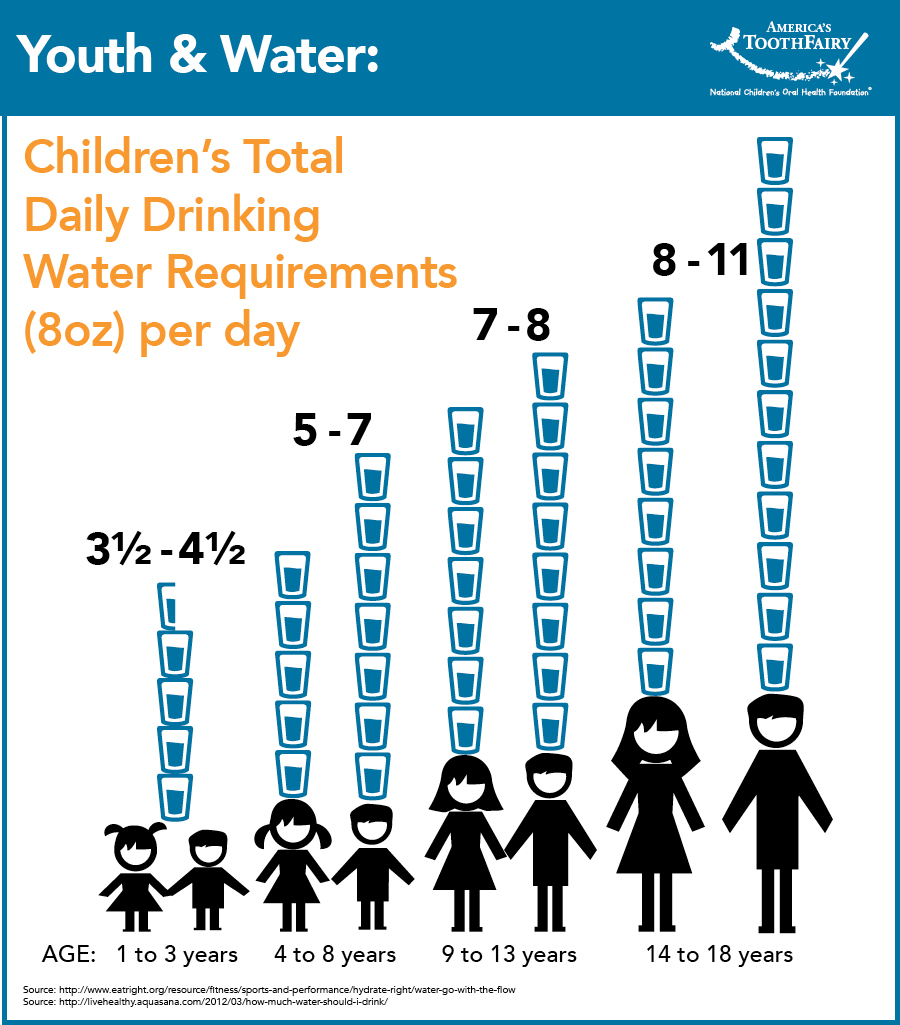 Youth & Water:
AMERICA'S
TOOTHFAIRY
National Children's Oral Health Foundation®
Children's Total
Daily Drinking
Water Requirements
(8oz) per day
8 - 11
7 - 8
5 - 7
3½ - 4½
AGE: 1 to 3 years 4 to 8 years 9 to 13 years 14 to 18 years
Source: http://www.eatright.org/resource/fitness/sports-and-performance/hydrate-right/water-go-with-the-flow
Source: http://livehealthy.aquasana.com/2012/03/how-much-water-should-i-drink/